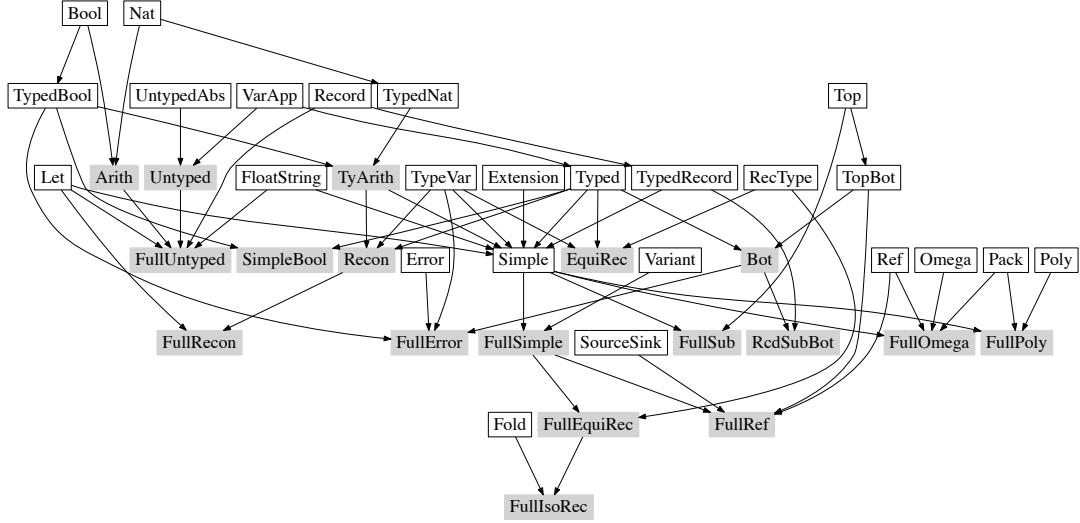 Bool
Nat
TypedBool
UntypedAbs
VarApp
Record
TypedNat
Top
Let
Arith
Untyped
FloatString
TyArith
TypeVar
Extension
Typed
TypedRecord
RecType
TopBot
FullUntyped
SimpleBool
Recon
Error
Simple
EquiRec
Variant
Bot
Ref
Omega
Pack
Poly
FullRecon
FullError
FullSimple
SourceSink
FullSub
RcdSubBot
FullOmega
FullPoly
Fold
FullEquiRec
FullRef
FullIsoRec